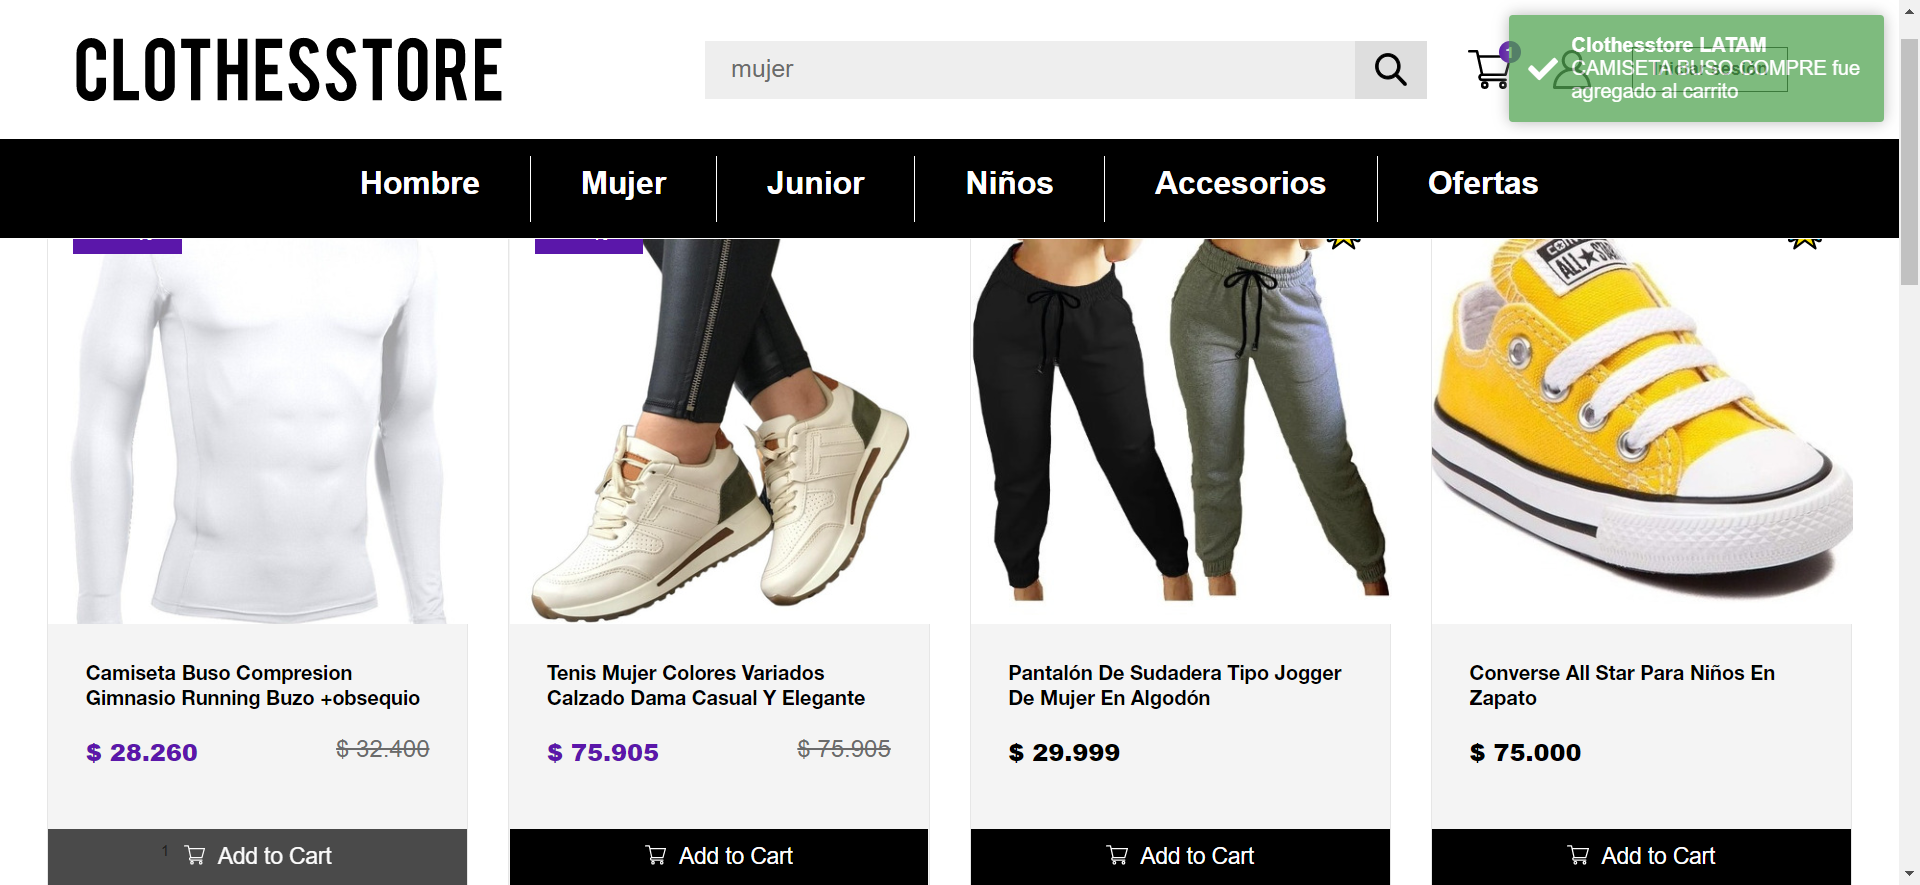 CLOTHESSTORE
mujer
1
Clothesstore LATAM
CAMISETA BUSO COMPRE fue
agregado al carrito
Hombre
Mujer
Junior
Niños
Accesorios
Ofertas
ALL STAR
Camiseta Buso Compresion
Gimnasio Running Buzo +obsequio
$ 28.260
$ 32.400
1
Add to Cart
Tenis Mujer Colores Variados
Calzado Dama Casual Y Elegante
$ 75.905
$ 75.905
Add to Cart
Pantalón De Sudadera Tipo Jogger
De Mujer En Algodón
$ 29.999
Add to Cart
Converse All Star Para Niños En
Zapato
$ 75.000
Add to Cart